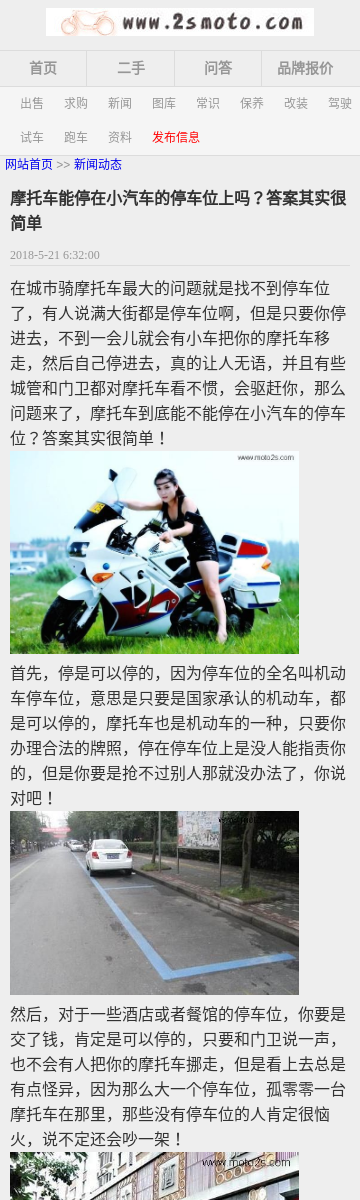 www.2smoto.com
首页 二手 问答 品牌报价
出售 求购 新闻 图库 常识 保养 改装 驾驶
试车 跑车 资料 发布信息
网站首页 >> 新闻动态
摩托车能停在小汽车的停车位上吗？答案其实很
简单
2018-5-21 6:32:00
在城市骑摩托车最大的问题就是找不到停车位
了，有人说满大街都是停车位啊，但是只要你停
进去，不到一会儿就会有小车把你的摩托车移
走，然后自己停进去，真的让人无语，并且有些
城管和门卫都对摩托车看不惯，会驱赶你，那么
问题来了，摩托车到底能不能停在小汽车的停车
位？答案其实很简单！
www.moto2s.com
首先，停是可以停的，因为停车位的全名叫机动
车停车位，意思是只要是国家承认的机动车，都
是可以停的，摩托车也是机动车的一种，只要你
办理合法的牌照，停在停车位上是没人能指责你
的，但是你要是抢不过别人那就没办法了，你说
对吧！
然后，对于一些酒店或者餐馆的停车位，你要是
交了钱，肯定是可以停的，只要和门卫说一声，
也不会有人把你的摩托车挪走，但是看上去总是
有点怪异，因为那么大一个停车位，孤零零一台
摩托车在那里，那些没有停车位的人肯定很恼
火，说不定还会吵一架！
www.moto2s.com